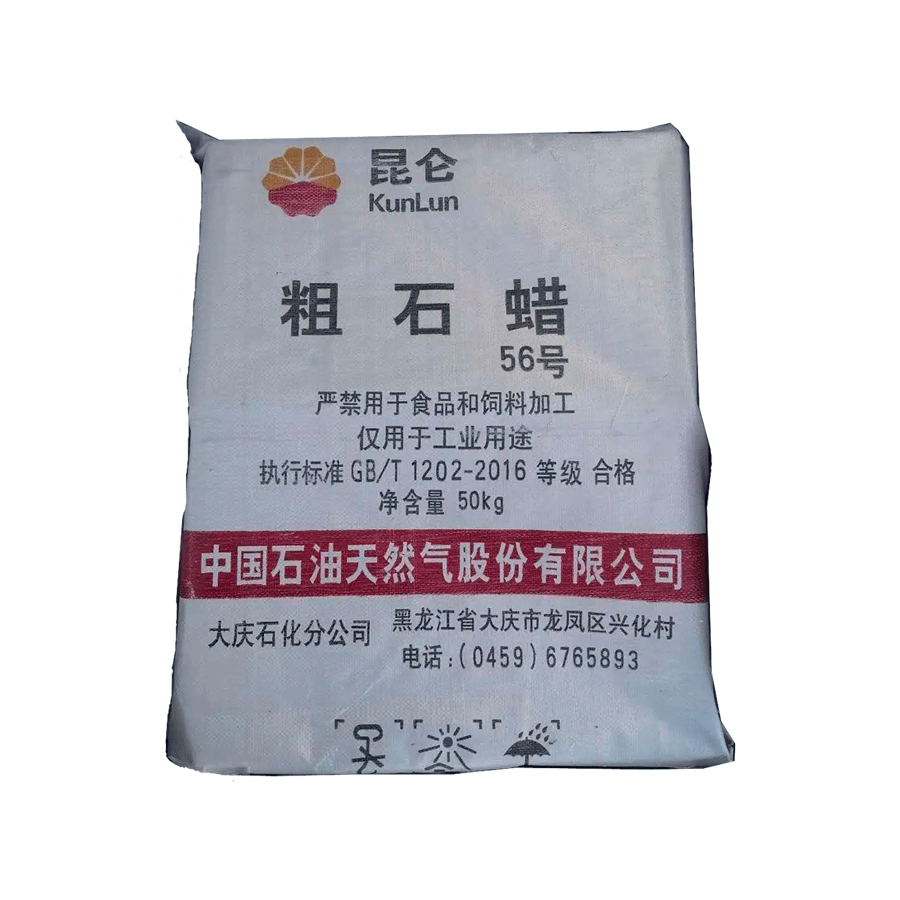 昆仑
KunLun
粗石蜡
56号
严禁用于食品和饲料加工
仅用于工业用途
执行标准 GB/T 1202-2016 等级 合格
净含量 50kg
中国石油天然气股份有限公司
大庆石化分公司
黑龙江省大庆市龙凤区兴化村
电话:(0459)6765893